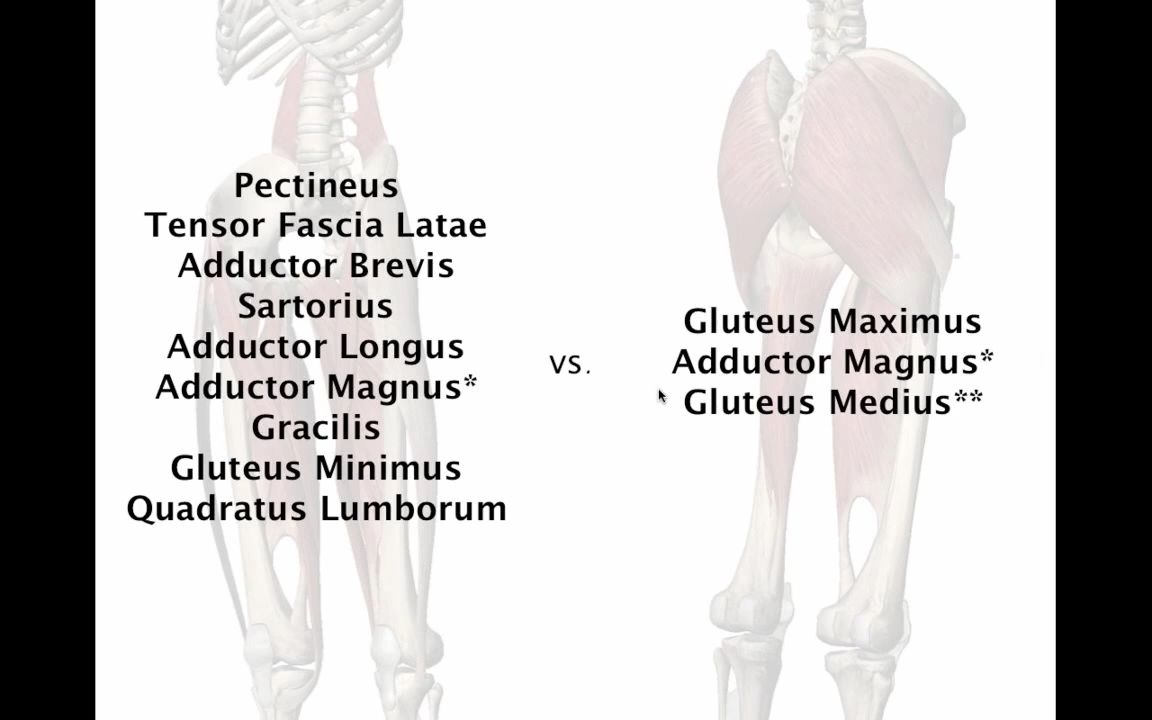 Pectineus
Tensor Fascia Latae
Adductor Brevis
Sartorius
Adductor Longus
Adductor Magnus*
Gracilis
Gluteus Minimus
Quadratus Lumborum
vs.
Gluteus Maximus
Adductor Magnus*
Gluteus Medius**